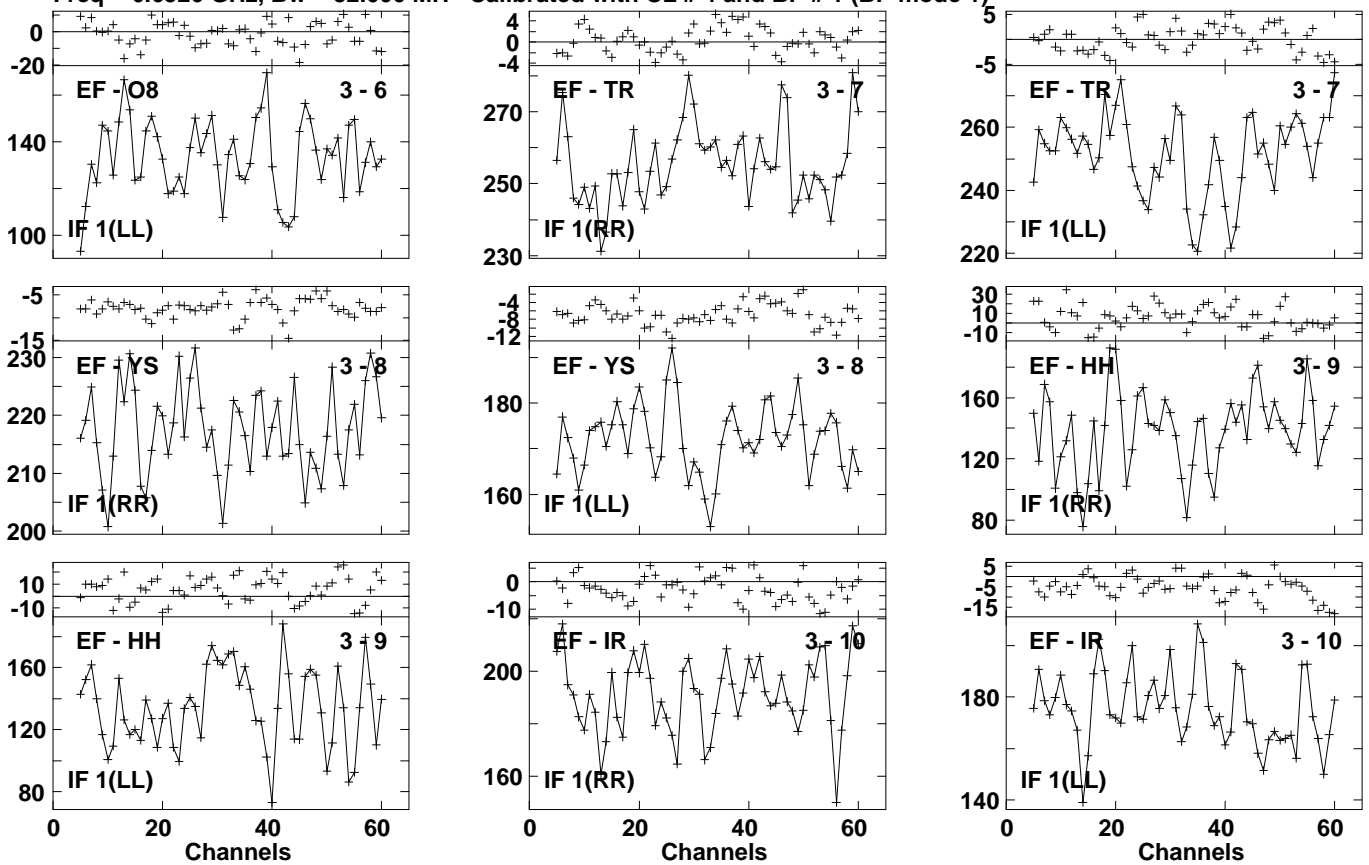 Calibrated with CL # 4 and BP # 1 (BP mode 1)
0
-20
EF - O8 3 - 6
140
100
IF 1(LL)
4
0
-4
EF - TR 3 - 7
270
250
230
IF 1(RR)
5
-5
EF - TR 3 - 7
260
240
220
IF 1(LL)
-5
-15
EF - YS 3 - 8
230
220
210
200
IF 1(RR)
-4
-8
-12
EF - YS 3 - 8
180
160
IF 1(LL)
30
10
-10
EF - HH 3 - 9
160
120
80
IF 1(RR)
10
-10
EF - HH 3 - 9
160
120
80
IF 1(LL)
0 20 40 60
Channels
0
-10
EF - IR 3 - 10
200
160
IF 1(RR)
0 20 40 60
Channels
5
-5
-15
EF - IR 3 - 10
180
140
IF 1(LL)
0 20 40 60
Channels